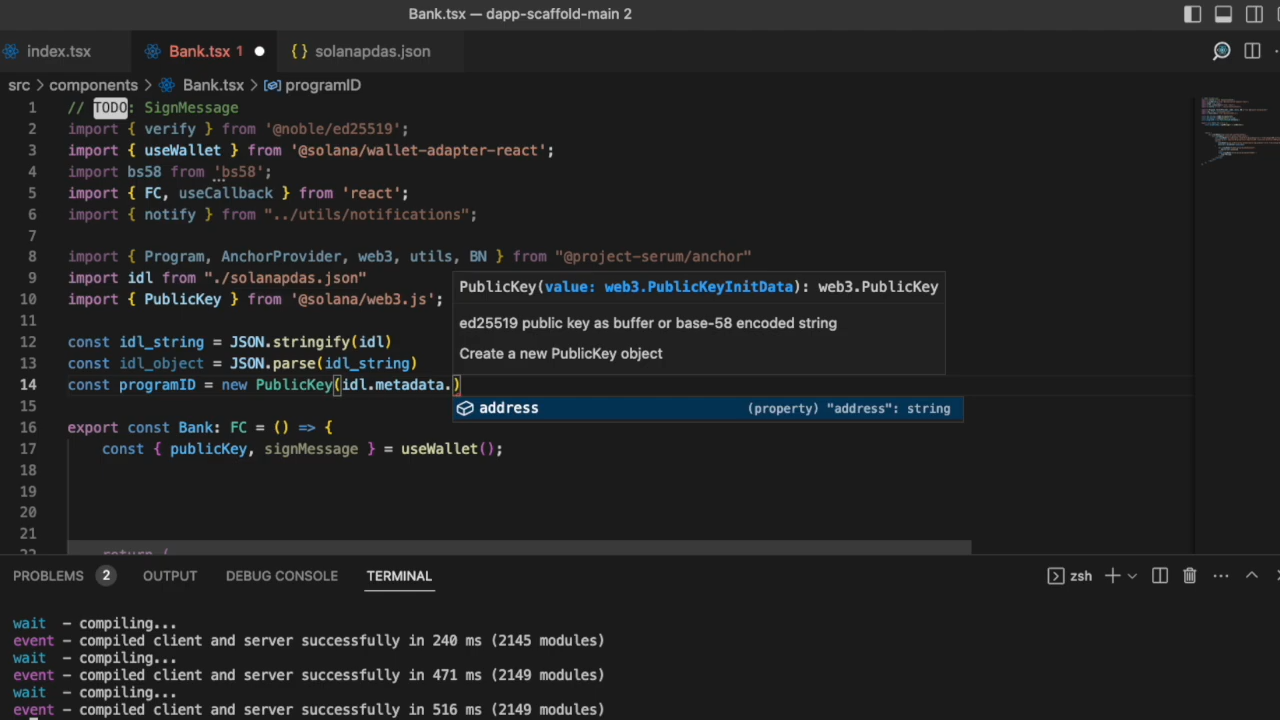 Bank.tsx — dapp-scaffold-main 2
index.tsx
Bank.tsx 1
{} solanapdas.json
src > components > Bank.tsx > programID
1 // TODO: SignMessage
2 import { verify } from '@noble/ed25519';
3 import { useWallet } from '@solana/wallet-adapter-react';
4 import bs58 from 'bs58';
5 import { FC, useCallback } from 'react';
6 import { notify } from "../utils/notifications";
7
8 import { Program, AnchorProvider, web3, utils, BN } from "@project-serum/anchor"
9 import idl from "./solanapdas.json"
10 import { PublicKey } from '@solana/web3.js';
PublicKey(value: web3.PublicKeyInitData): web3.PublicKey
ed25519 public key as buffer or base-58 encoded string
Create a new PublicKey object
11
12 const idl_string = JSON.stringify(idl)
13 const idl_object = JSON.parse(idl_string)
14 const programID = new PublicKey(idl.metadata.)
address (property) "address": string
15
16 export const Bank: FC = () => {
17 const { publicKey, signMessage } = useWallet();
18
19
20
21
22 return (
PROBLEMS 2 OUTPUT DEBUG CONSOLE TERMINAL zsh
wait - compiling...
event - compiled client and server successfully in 240 ms (2145 modules)
wait - compiling...
event - compiled client and server successfully in 471 ms (2149 modules)
wait - compiling...
event - compiled client and server successfully in 516 ms (2149 modules)